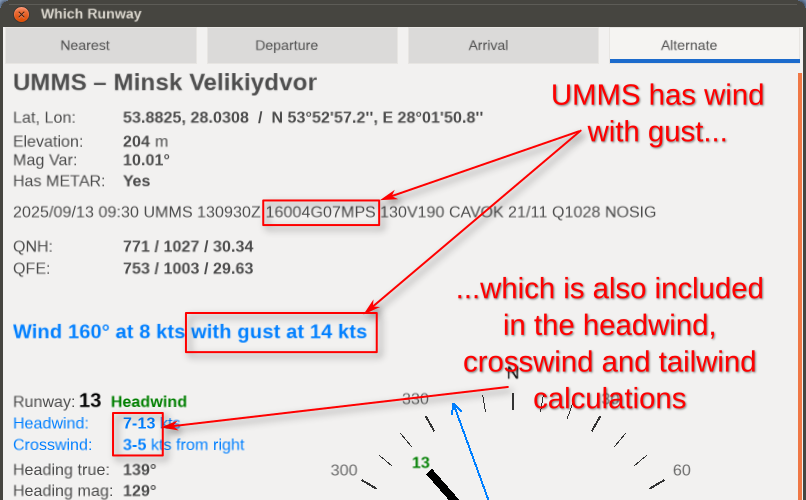 Which Runway
Nearest Departure Arrival Alternate
UMMS – Minsk Velikiydvor
UMMS has wind
with gust...
Lat, Lon: 53.8825, 28.0308 / N 53°52'57.2'', E 28°01'50.8''
Elevation: 204 m
Mag Var: 10.01°
Has METAR: Yes
2025/09/13 09:30 UMMS 130930Z 16004G07MPS 130V190 CAVOK 21/11 Q1028 NOSIG
QNH: 771 / 1027 / 30.34
QFE: 753 / 1003 / 29.63
...which is also included
in the headwind,
crosswind and tailwind
calculations
Wind 160° at 8 kts with gust at 14 kts
N
330
Runway: 13 Headwind
Headwind: 7-13 kts
Crosswind: 3-5 kts from right
13
300
60
Heading true: 139°
Heading mag: 129°